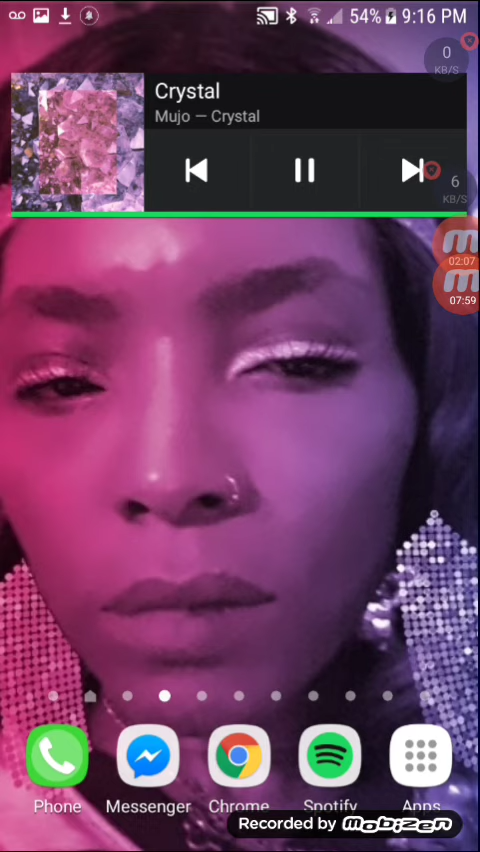 54% 9:16 PM
0
KB/S
Crystal
Mujo — Crystal
6
KB/S
02:07
07:59
Phone
Messenger
Chrome
Spotify
Apps
Recorded by mobizen